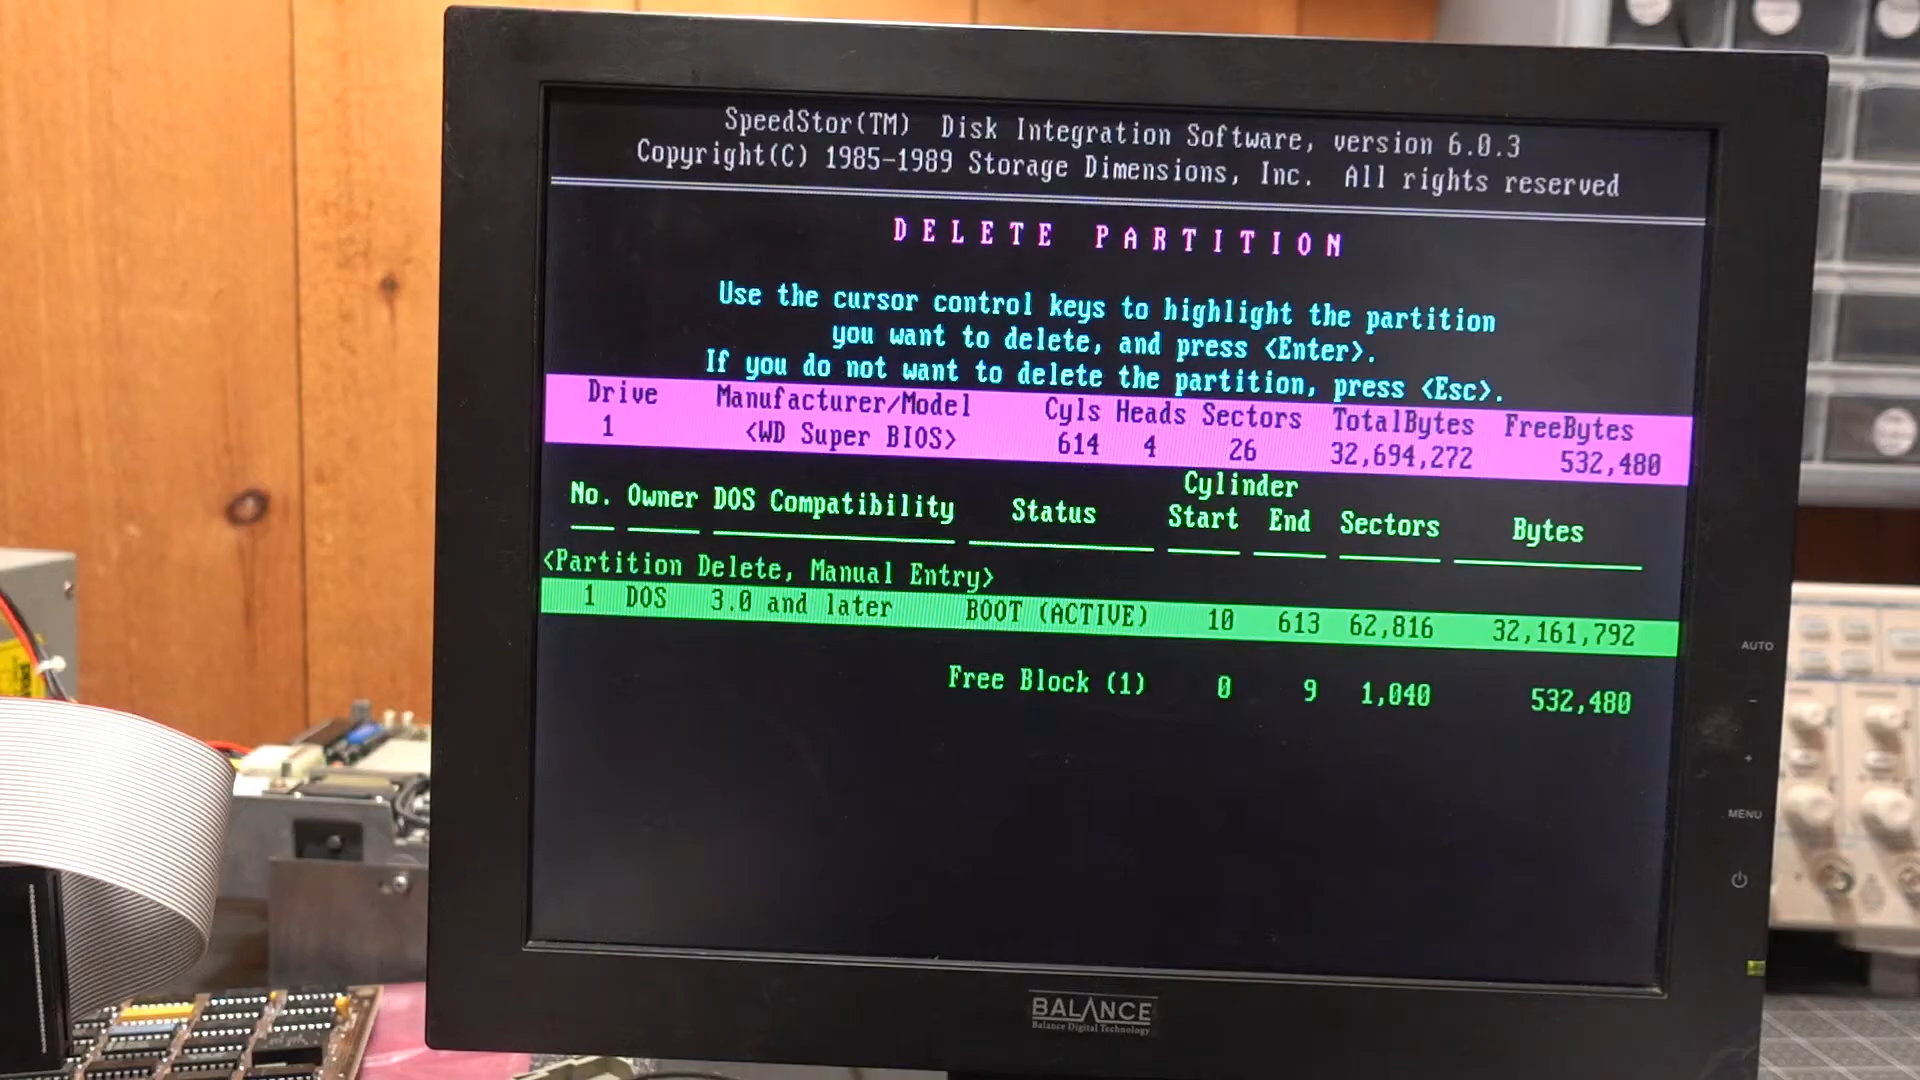 SpeedStor(TM) Disk Integration Software, version 6.0.3
Copyright(C) 1985-1989 Storage Dimensions, Inc. All rights reserved
DELETE PARTITION
Use the cursor control keys to highlight the partition
you want to delete, and press <Enter>.
If you do not want to delete the partition, press <Esc>.
Drive Manufacturer/Model Cyls Heads Sectors TotalBytes FreeBytes
1 <WD Super BIOS> 614 4 26 32,694,272 532,480
Cylinder
No. Owner DOS Compatibility Status Start End Sectors Bytes
<Partition Delete, Manual Entry>
1 DOS 3.0 and later BOOT (ACTIVE) 10 613 62,816 32,161,792
Free Block (1) 0 9 1,040 532,480
AUTO
-
+
MENU
BALANCE
Balance Digital Technology